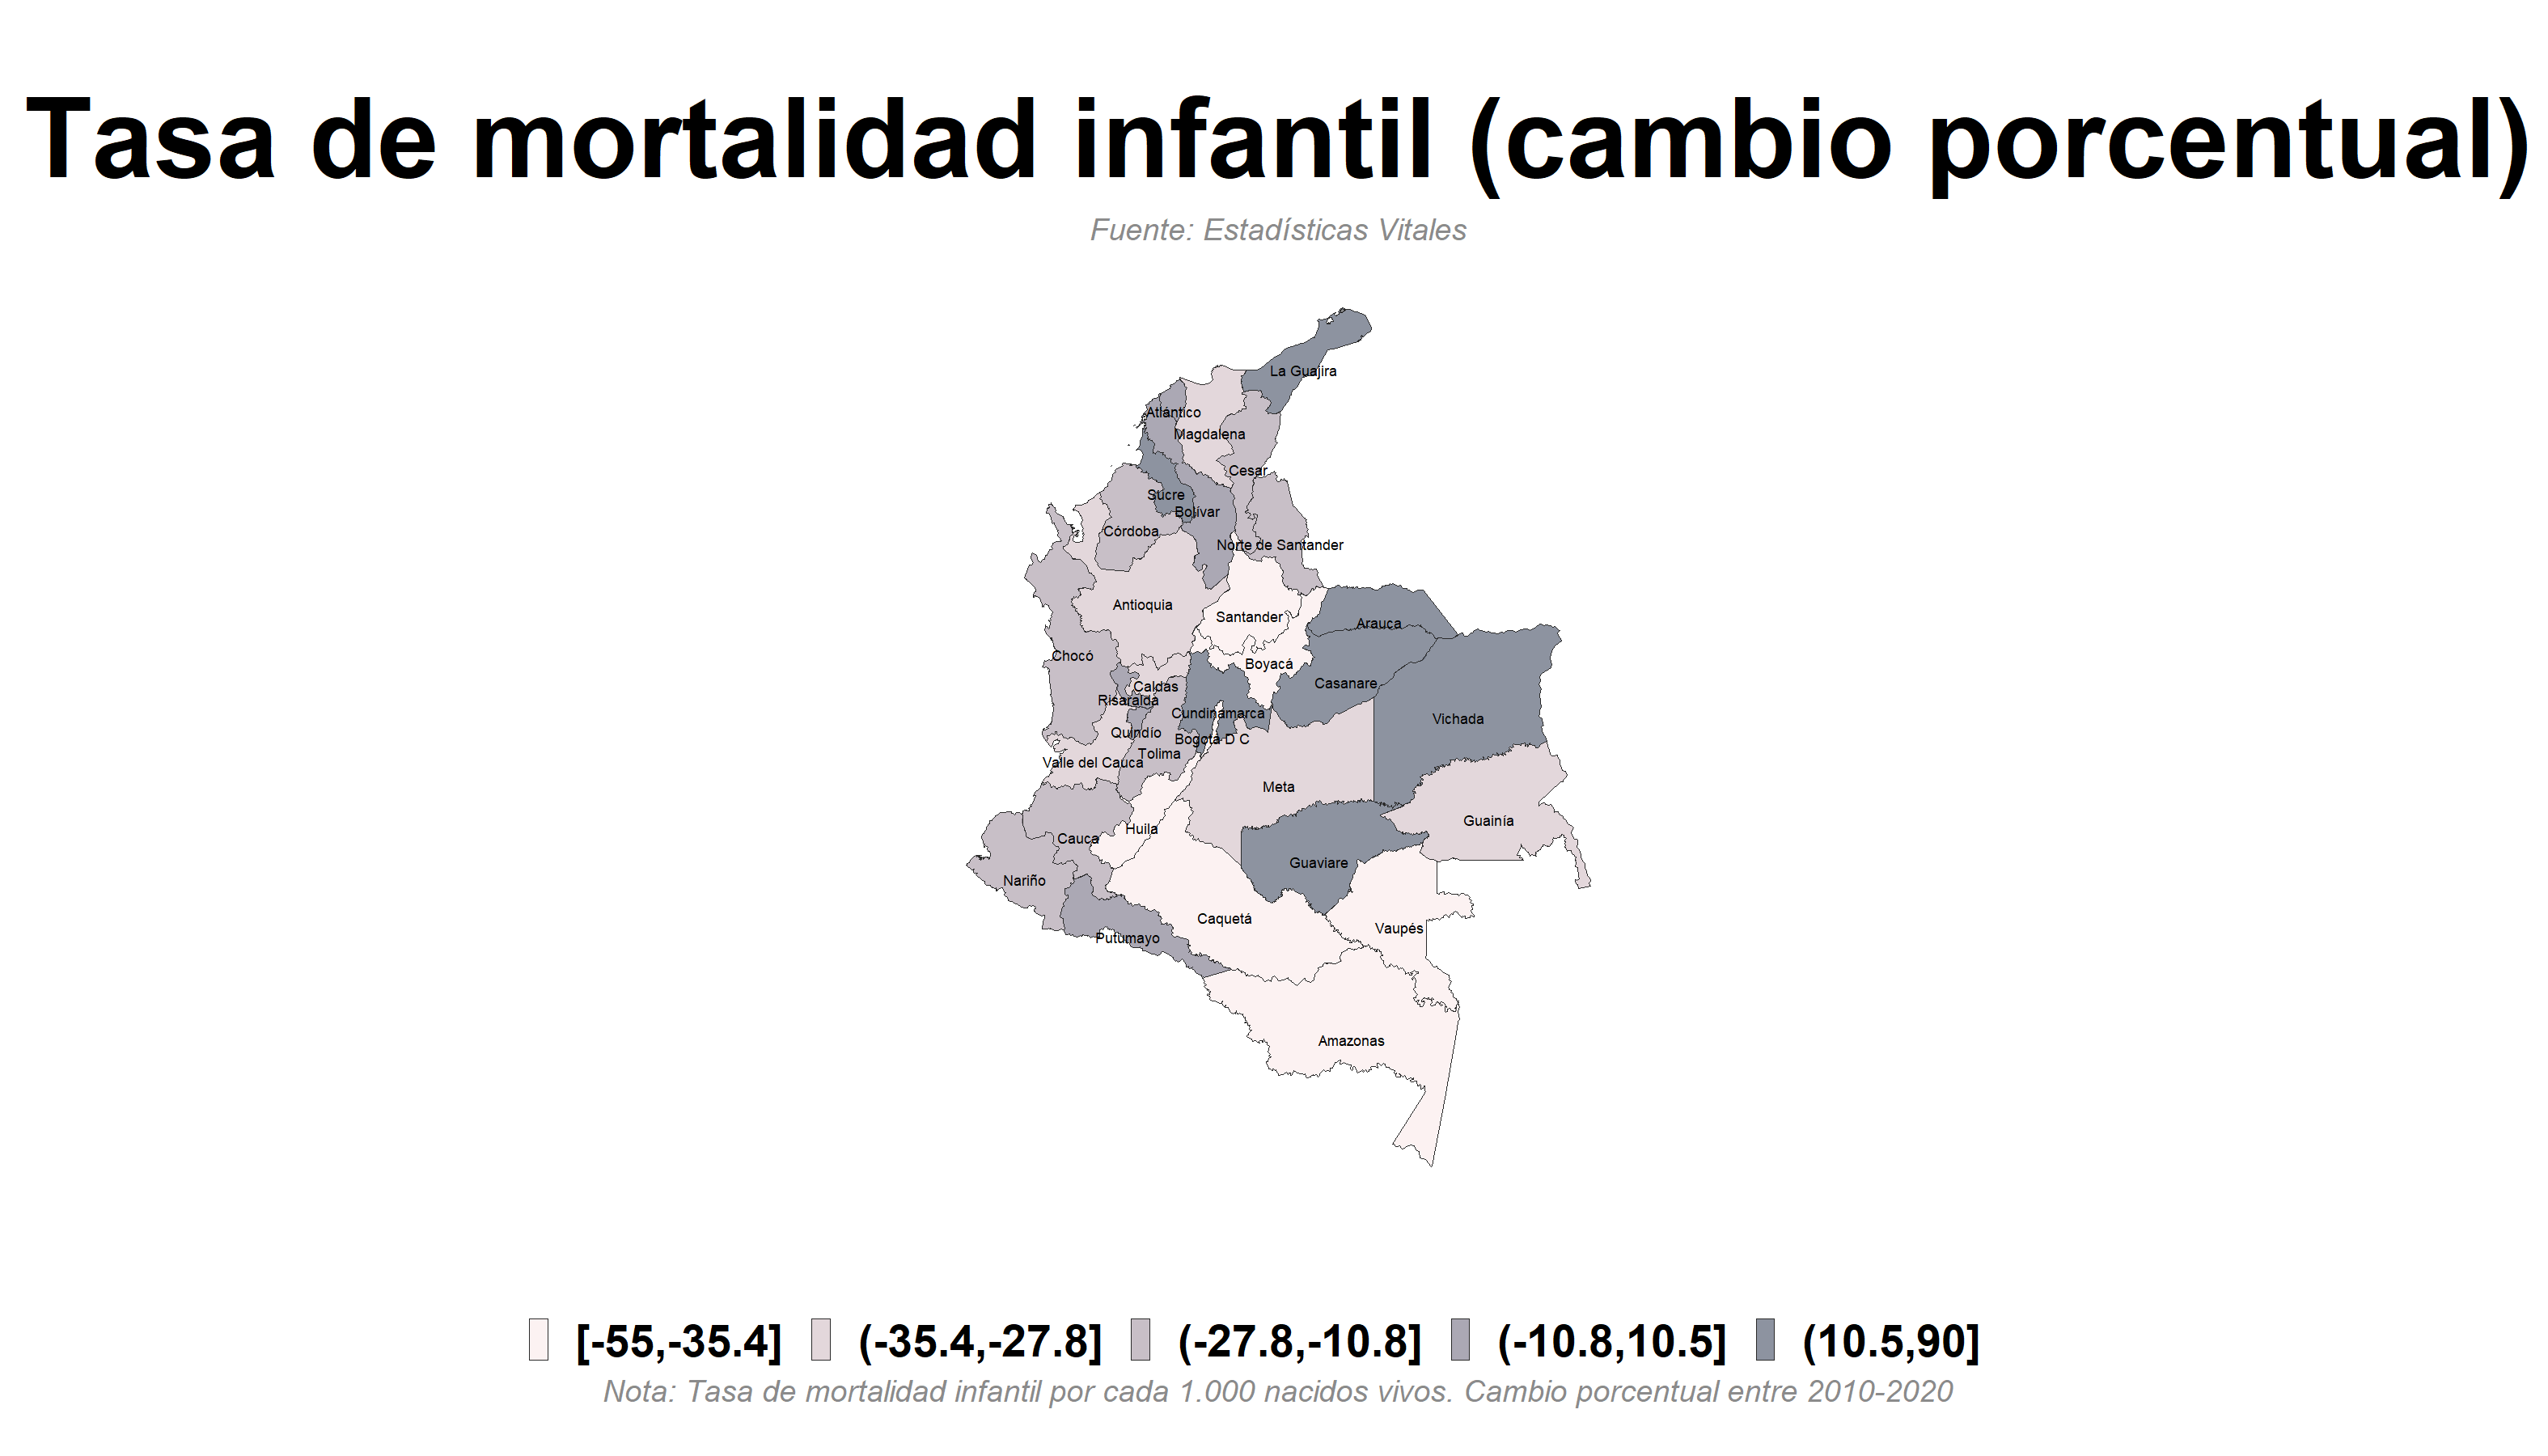 Tasa de mortalidad infantil (cambio porcentual)
Fuente: Estadísticas Vitales
La Guajira
Atlántico
Magdalena
Cesar
Sucre
Bolívar
Córdoba
Norte de Santander
Antioquia
Santander
Arauca
Chocó
Boyacá
Casanare
Caldas
Risaralda
Cundinamarca
Vichada
Quindío
Bogotá D C
Tolima
Valle del Cauca
Meta
Guainía
Huila
Cauca
Guaviare
Nariño
Caquetá
Vaupés
Putumayo
Amazonas
[-55,-35.4] (-35.4,-27.8] (-27.8,-10.8] (-10.8,10.5] (10.5,90]
Nota: Tasa de mortalidad infantil por cada 1.000 nacidos vivos. Cambio porcentual entre 2010-2020